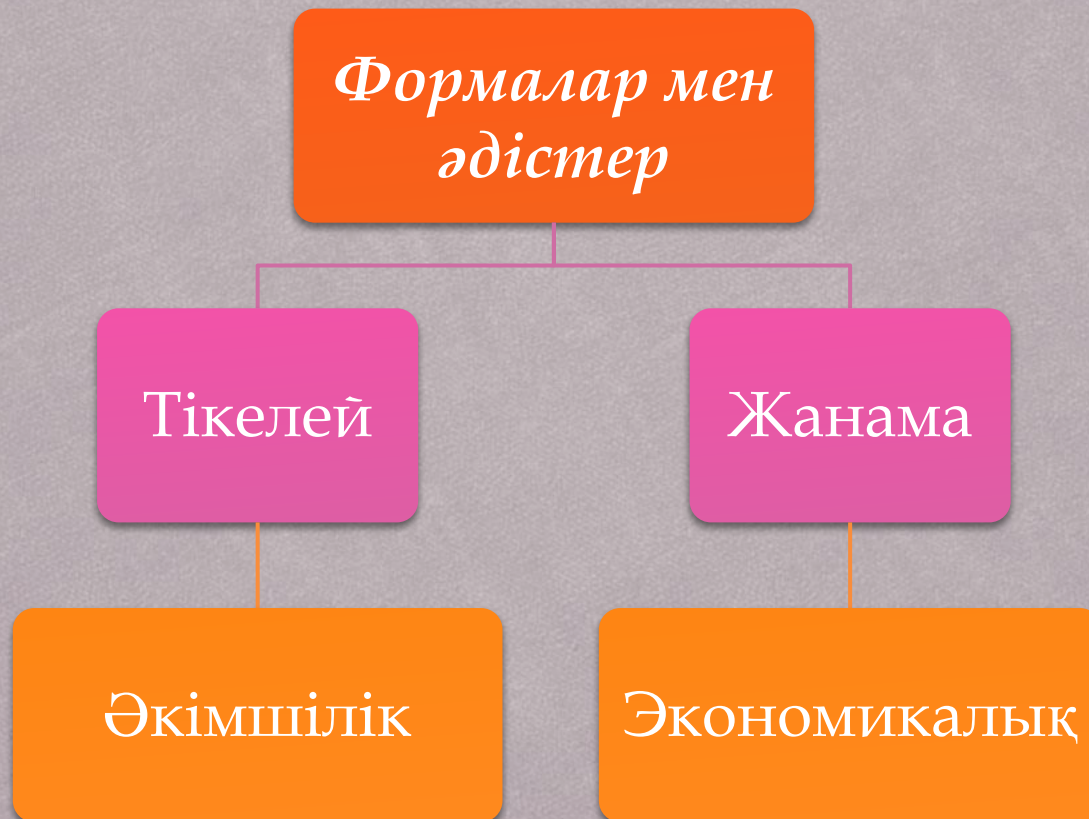 Формалар мен
әдістер
Тікелей
Жанама
Әкімшілік
Экономикалық